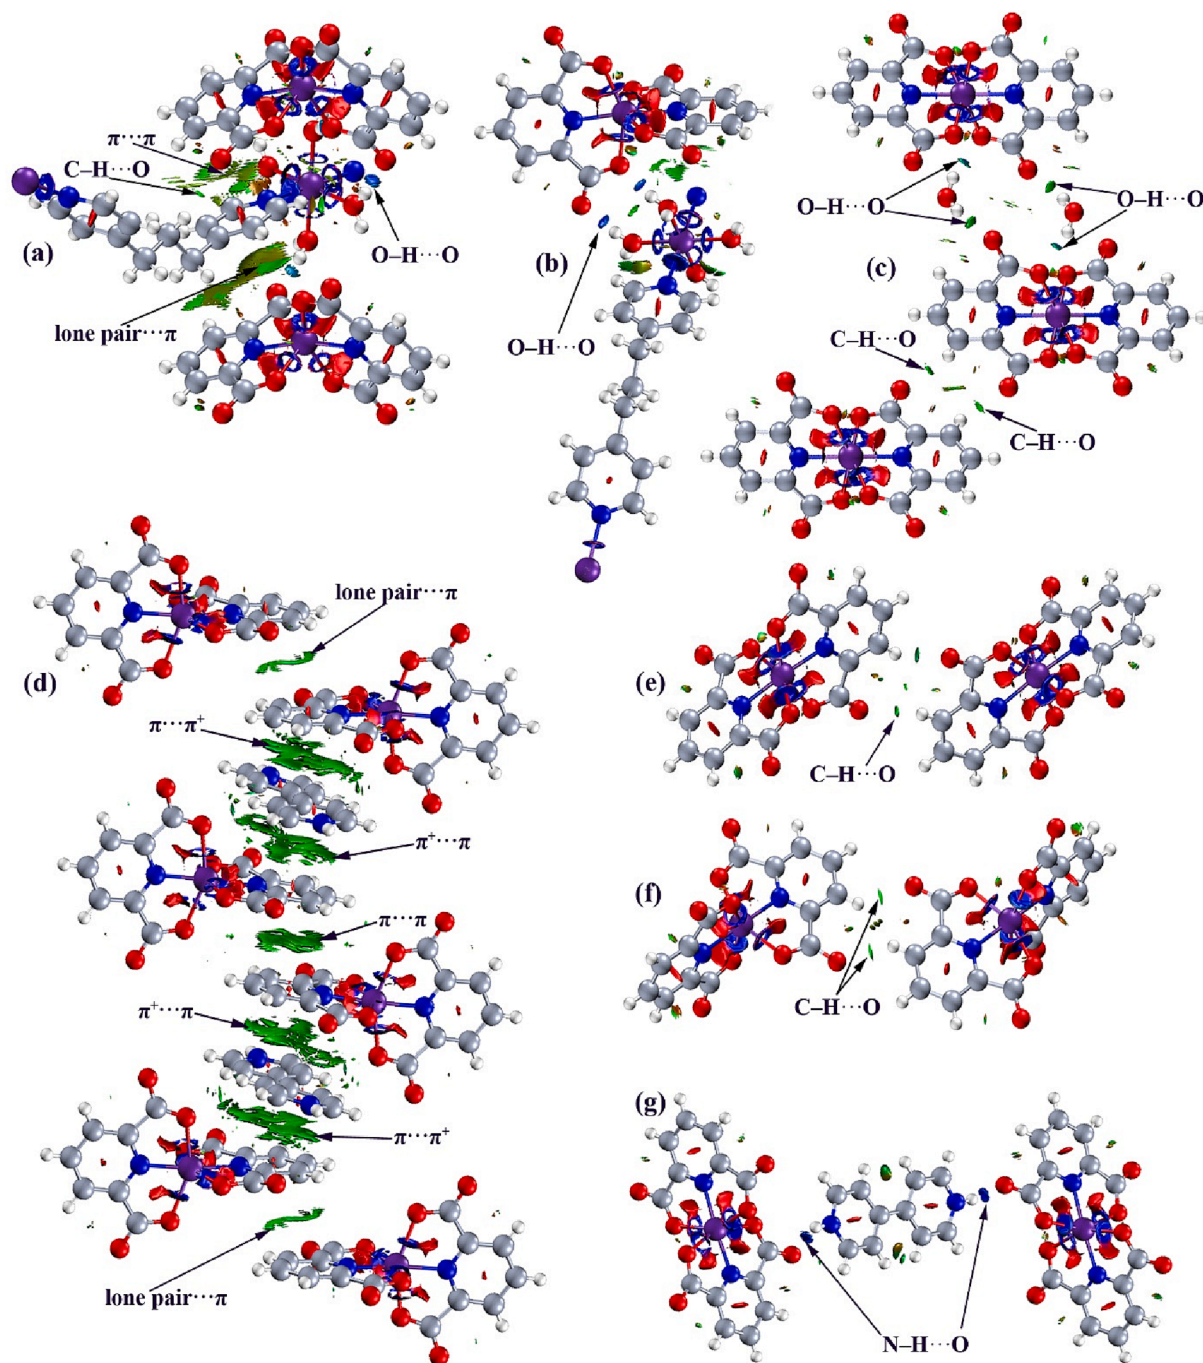 π···π
C–H···O
(a)
O–H···O
lone pair···π
(b)
O–H···O
O–H···O
O–H···O
(c)
C–H···O
C–H···O
lone pair···π
(d)
π···π⁺
π⁺···π
π···π
π⁺···π
π···π⁺
lone pair···π
(e)
C–H···O
(f)
C–H···O
(g)
N–H···O